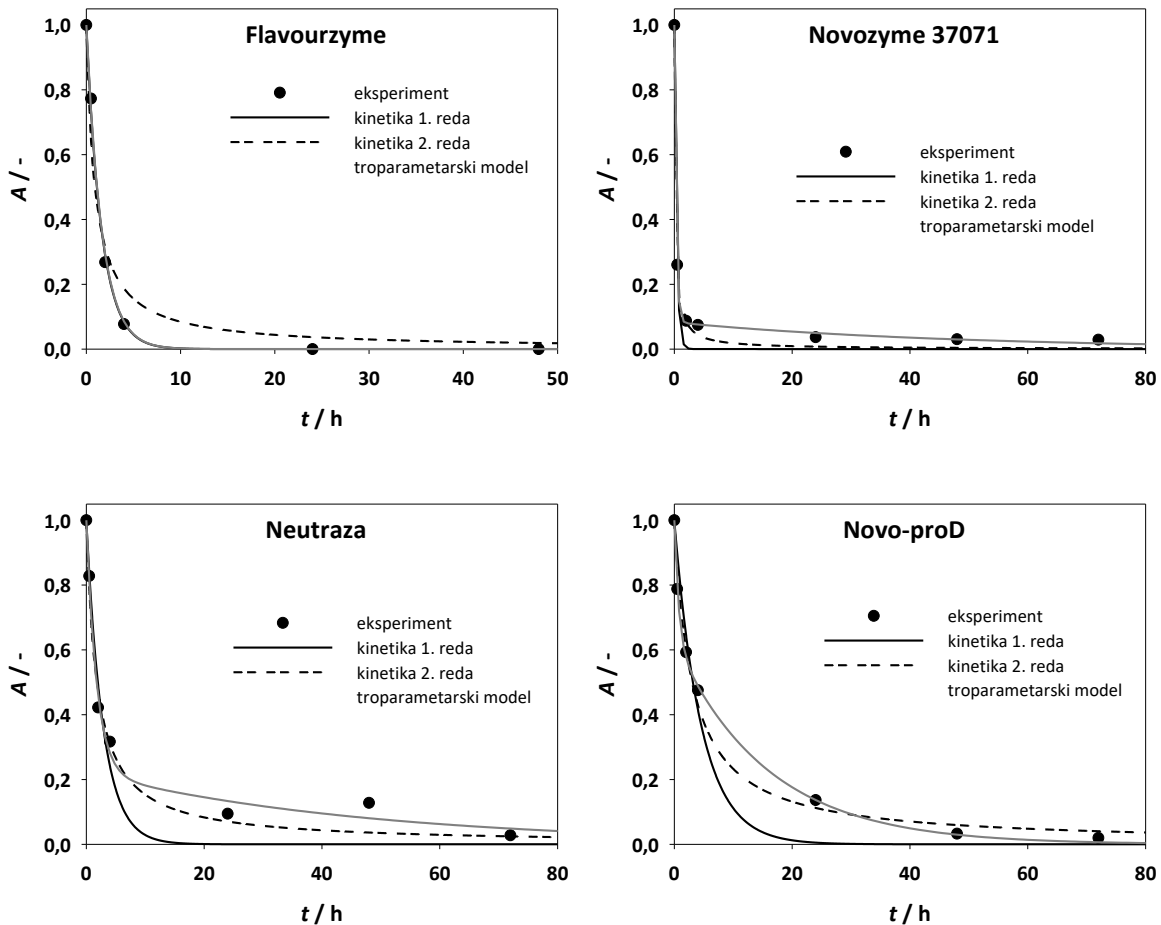 Flavourzyme
eksperiment
kinetika 1. reda
kinetika 2. reda
troparametarski model
A / -
1,0
0,8
0,6
0,4
0,2
0,0
0 10 20 30 40 50
t / h
Novozyme 37071
eksperiment
kinetika 1. reda
kinetika 2. reda
troparametarski model
A / -
1,0
0,8
0,6
0,4
0,2
0,0
0 20 40 60 80
t / h
Neutraza
eksperiment
kinetika 1. reda
kinetika 2. reda
troparametarski model
A / -
1,0
0,8
0,6
0,4
0,2
0,0
0 20 40 60 80
t / h
Novo-proD
eksperiment
kinetika 1. reda
kinetika 2. reda
troparametarski model
A / -
1,0
0,8
0,6
0,4
0,2
0,0
0 20 40 60 80
t / h